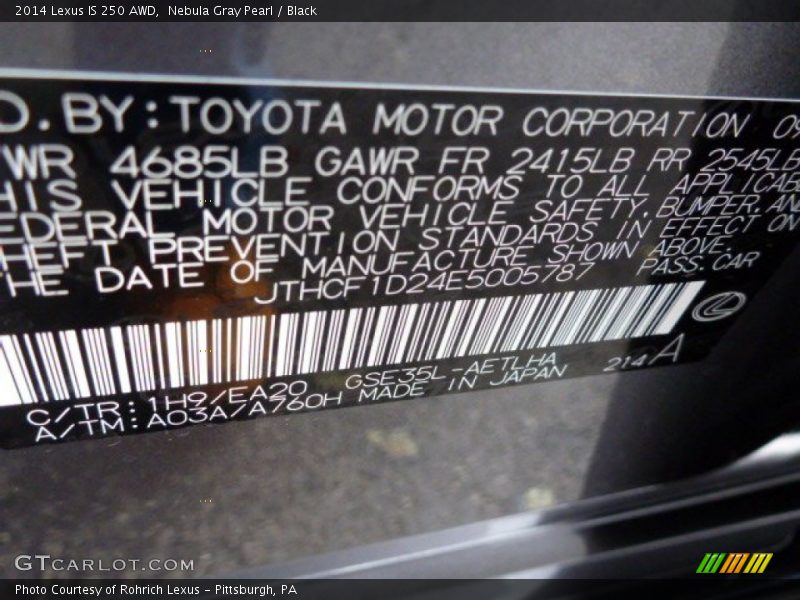 2014 Lexus IS 250 AWD, Nebula Gray Pearl / Black
D. BY: TOYOTA MOTOR CORPORATION 09
WR 4685LB GAWR FR 2415LB RR 2545LB
HIS VEHICLE CONFORMS TO ALL APPLICAB
EDERAL MOTOR VEHICLE SAFETY, BUMPER, AN
HEFT PREVENTION STANDARDS IN EFFECT ON
HE DATE OF MANUFACTURE SHOWN ABOVE.
JTHCF1D24E5005787 PASS. CAR
C/TR: 1H9/EA20 GSE35L-AETLHA 214 A
A/TM: A03A/A760H MADE IN JAPAN
GTCARLOT.COM
Photo Courtesy of Rohrich Lexus - Pittsburgh, PA